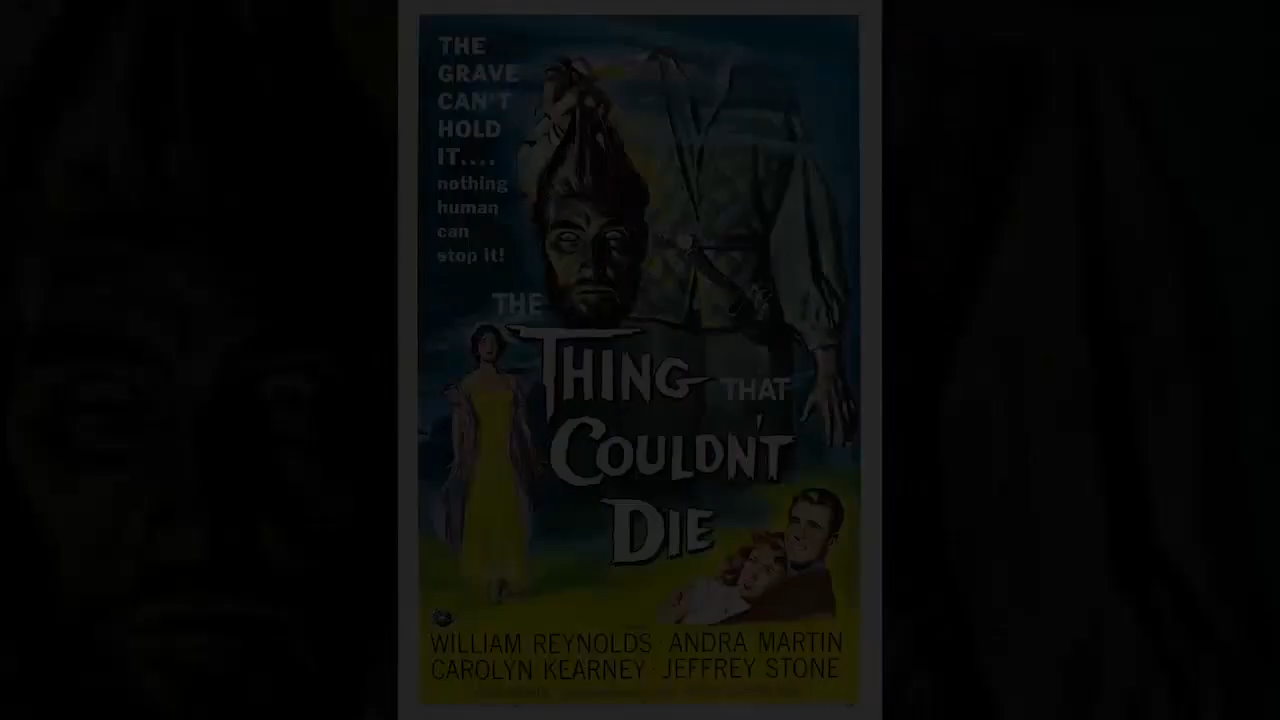 THE
GRAVE
CAN'T
HOLD
IT....
nothing
human
can
stop it!
THE
THING THAT
COULDN'T
DIE
WILLIAM REYNOLDS · ANDRA MARTIN
CAROLYN KEARNEY · JEFFREY STONE